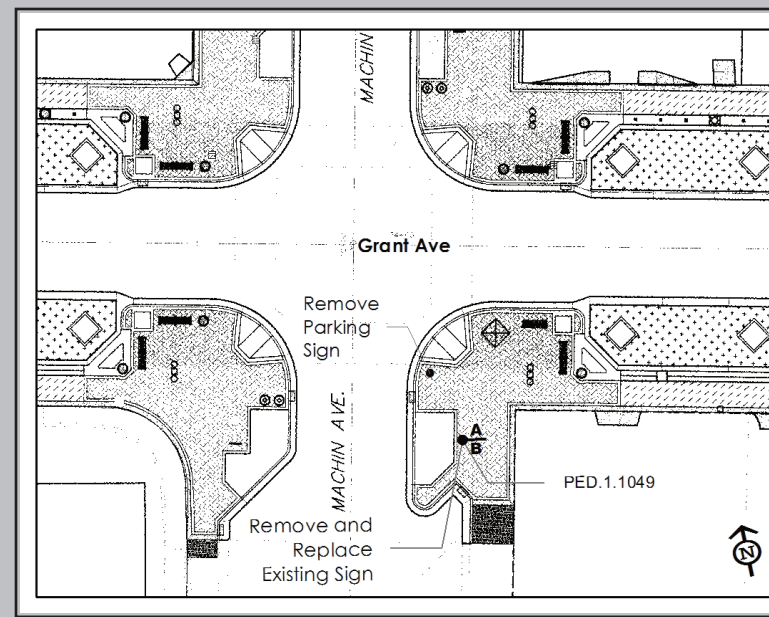 MACHIN
Grant Ave
Remove
Parking
Sign
MACHIN AVE.
A
B
PED.1.1049
Remove and
Replace
Existing Sign
N